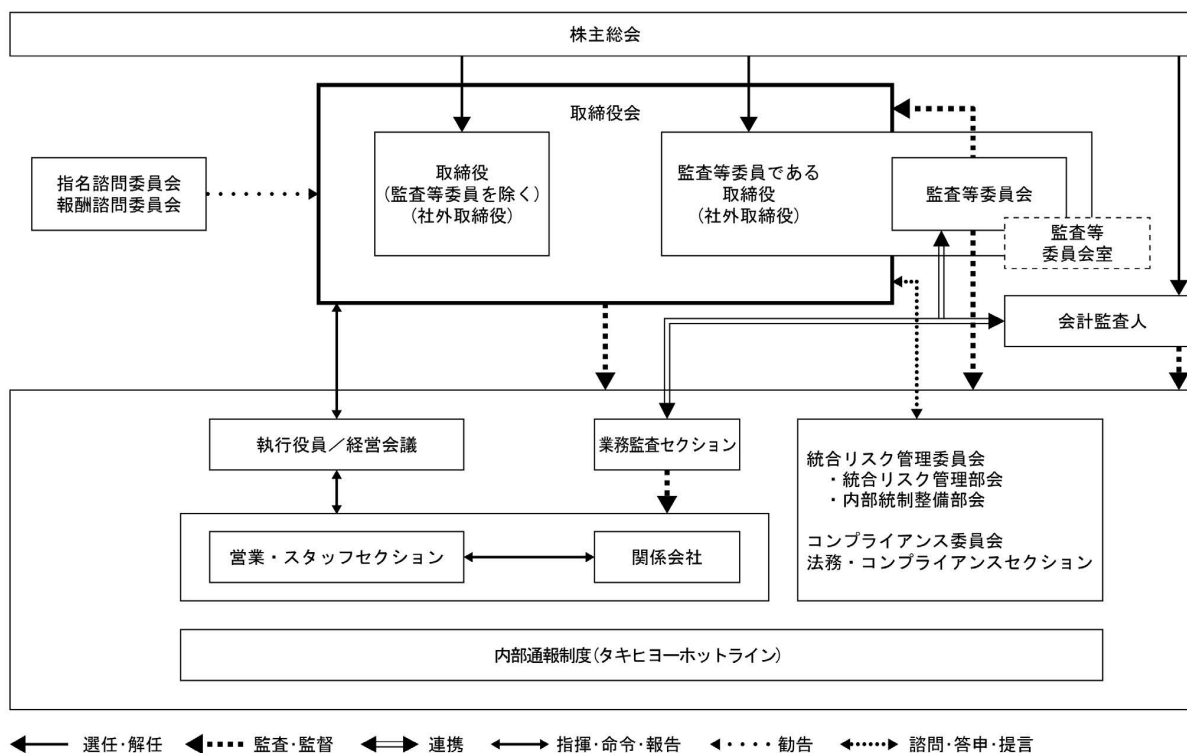 株主総会
取締役会
指名諮問委員会
報酬諮問委員会
取締役
(監査等委員を除く)
(社外取締役)
監査等委員である
取締役
(社外取締役)
監査等委員会
監査等
委員会室
会計監査人
執行役員／経営会議
業務監査セクション
統合リスク管理委員会
・統合リスク管理部会
・内部統制整備部会
コンプライアンス委員会
法務・コンプライアンスセクション
営業・スタッフセクション
関係会社
内部通報制度(タキヒヨーホットライン)
選任・解任
監査・監督
連携
指揮・命令・報告
勧告
諮問・答申・提言